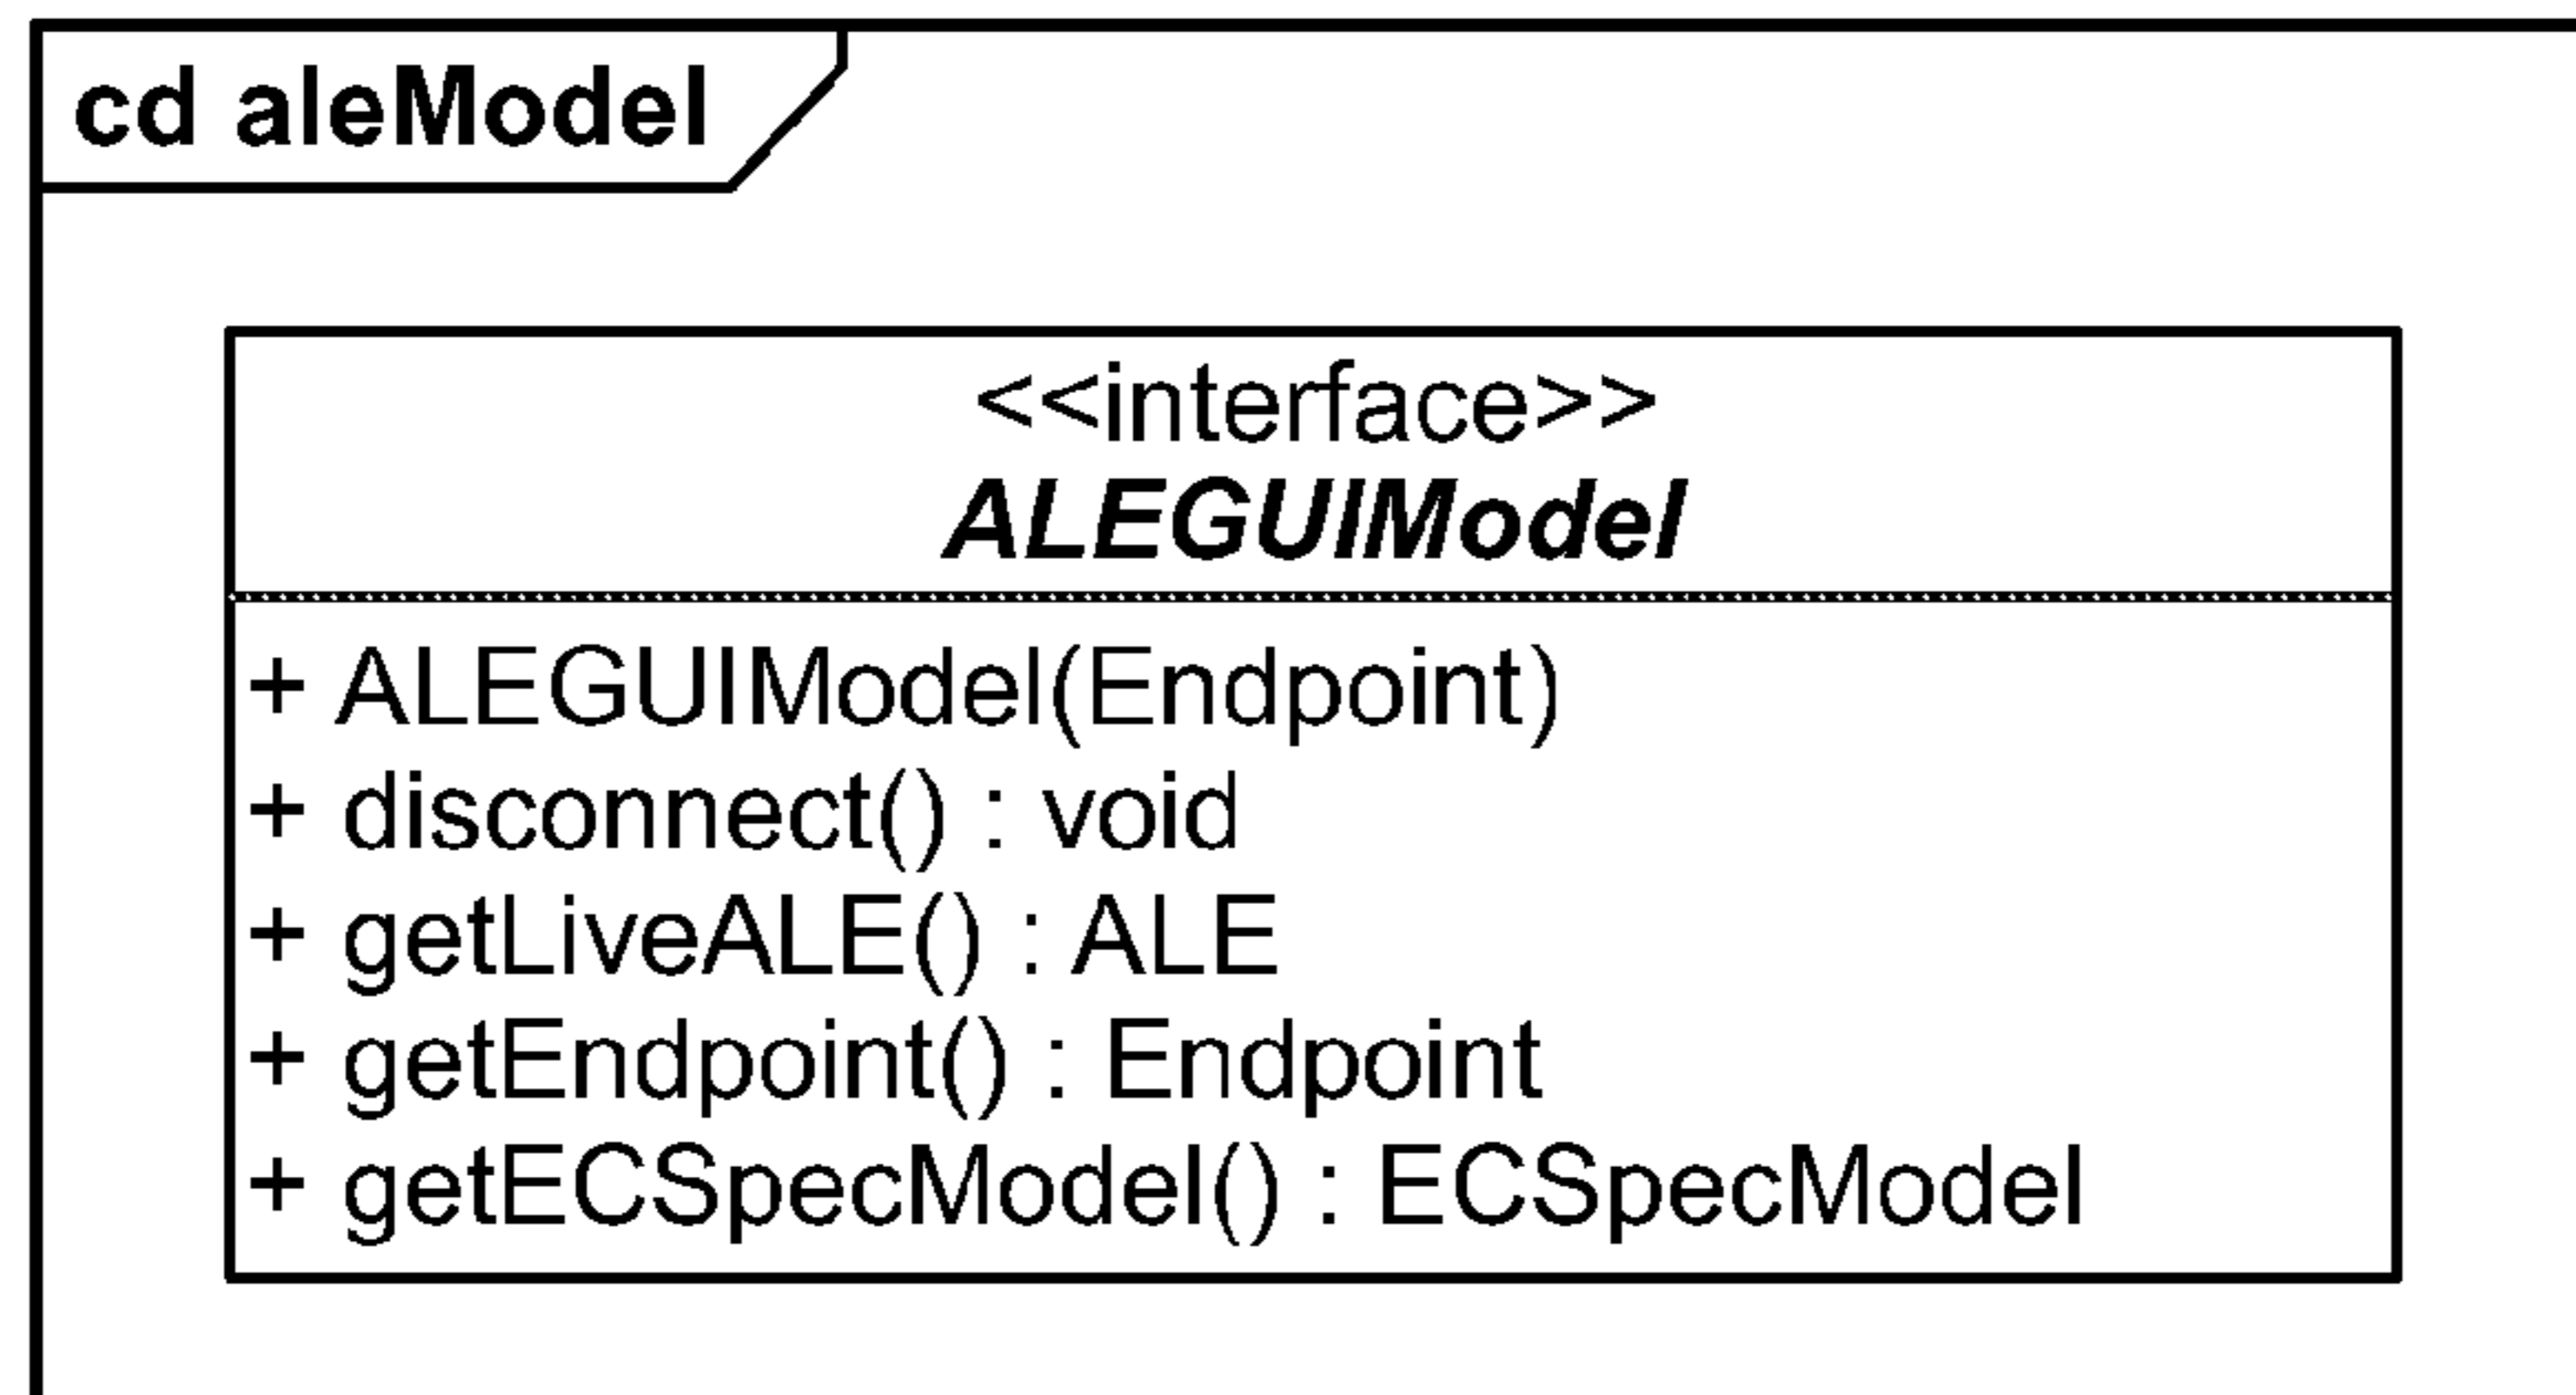 cd aleModel
<<interface>>
ALEGUIModel
+ ALEGUIModel(Endpoint)
+ disconnect() : void
+ getLiveALE() : ALE
+ getEndpoint() : Endpoint
+ getECSpecModel() : ECSpecModel